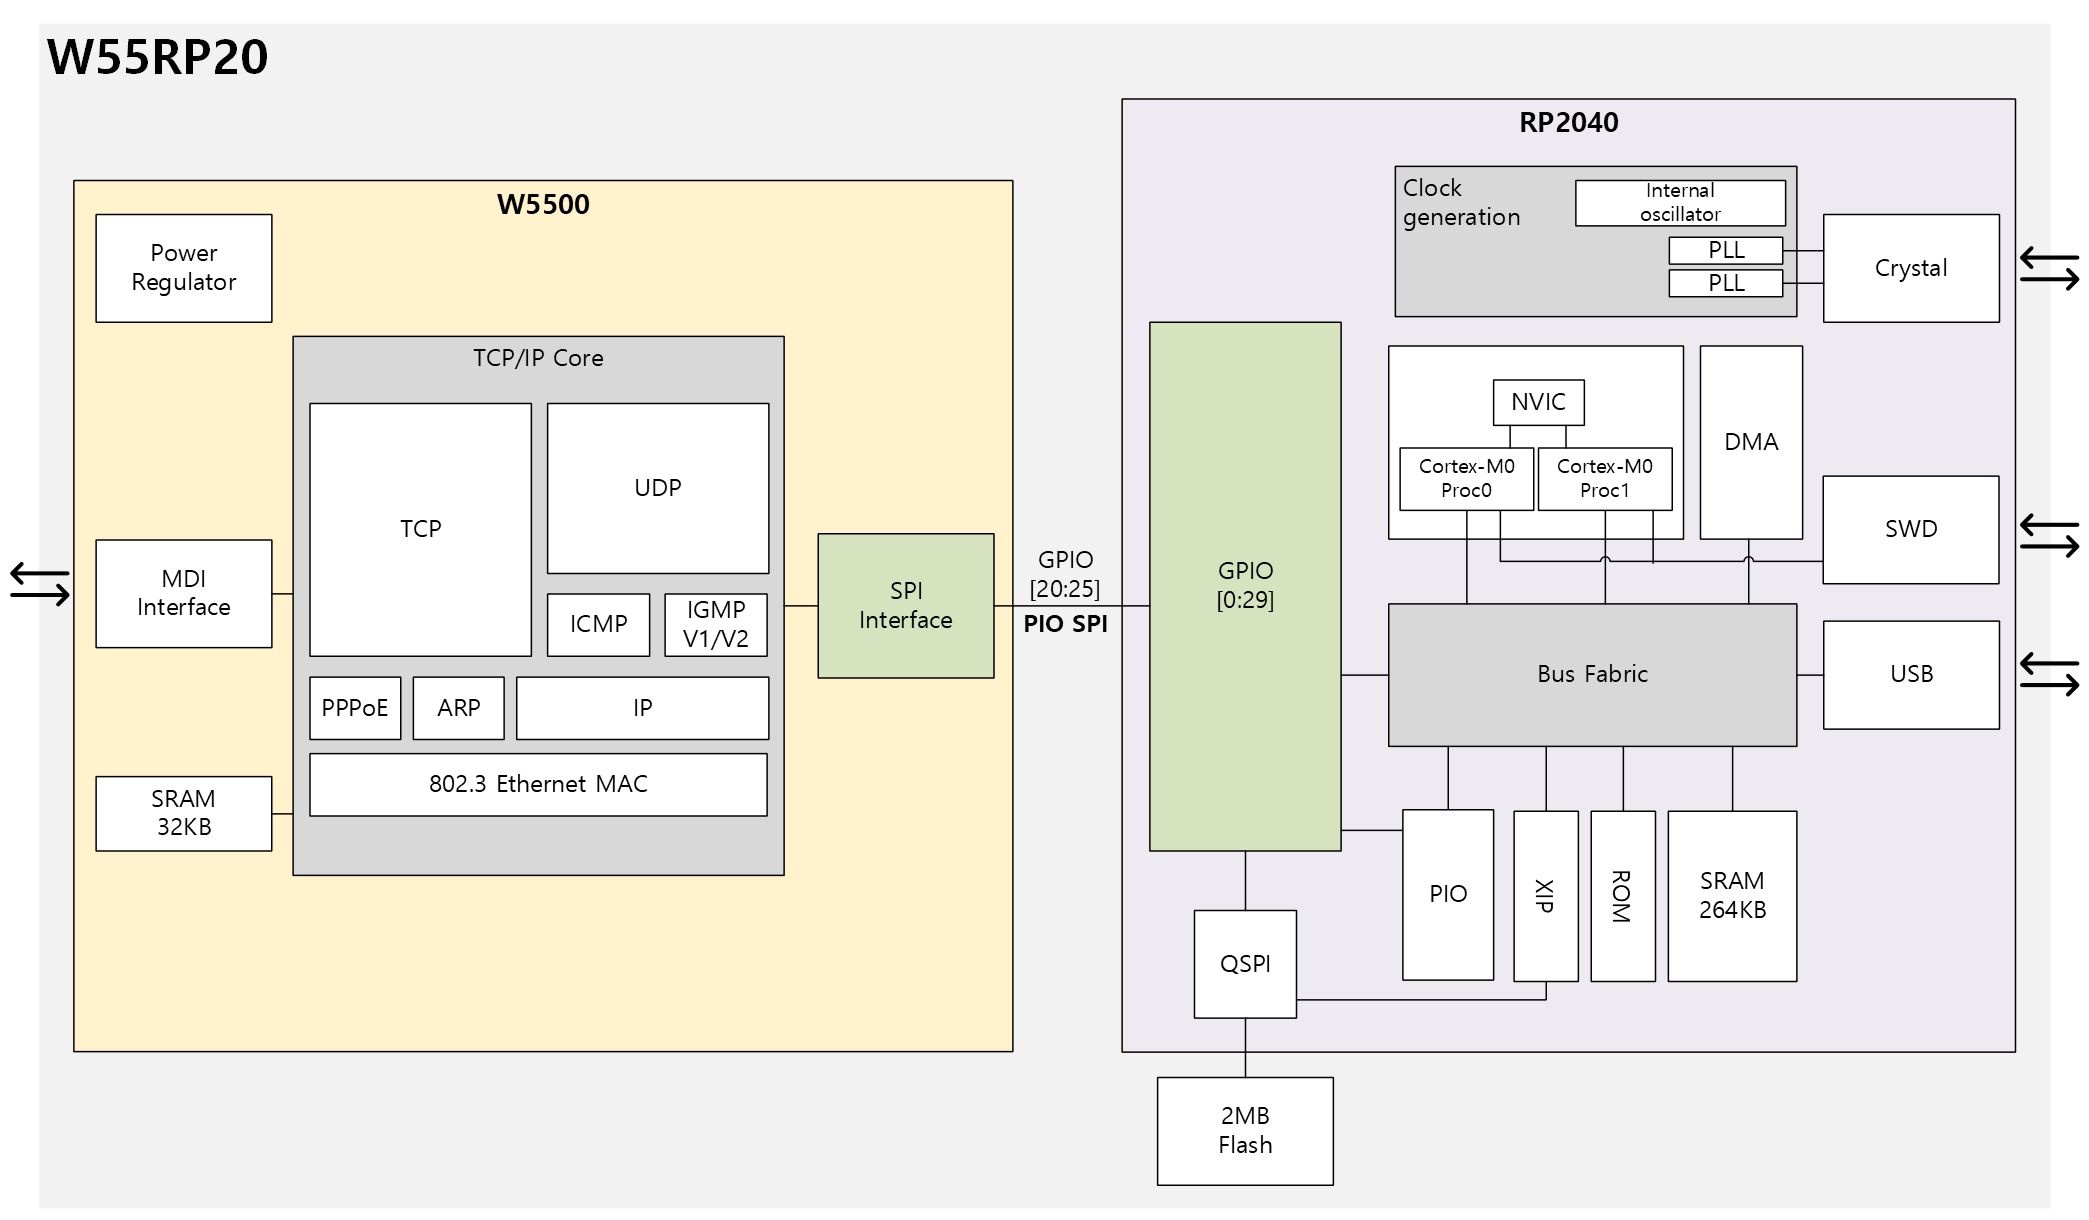 W55RP20
W5500
Power
Regulator
TCP/IP Core
TCP
UDP
ICMP
IGMP
V1/V2
PPPoE
ARP
IP
802.3 Ethernet MAC
MDI
Interface
SRAM
32KB
SPI
Interface
GPIO
[20:25]
PIO SPI
RP2040
Clock
generation
Internal
oscillator
PLL
PLL
Crystal
GPIO
[0:29]
NVIC
Cortex-M0
Proc0
Cortex-M0
Proc1
DMA
SWD
Bus Fabric
USB
PIO
XIP
ROM
SRAM
264KB
QSPI
2MB
Flash